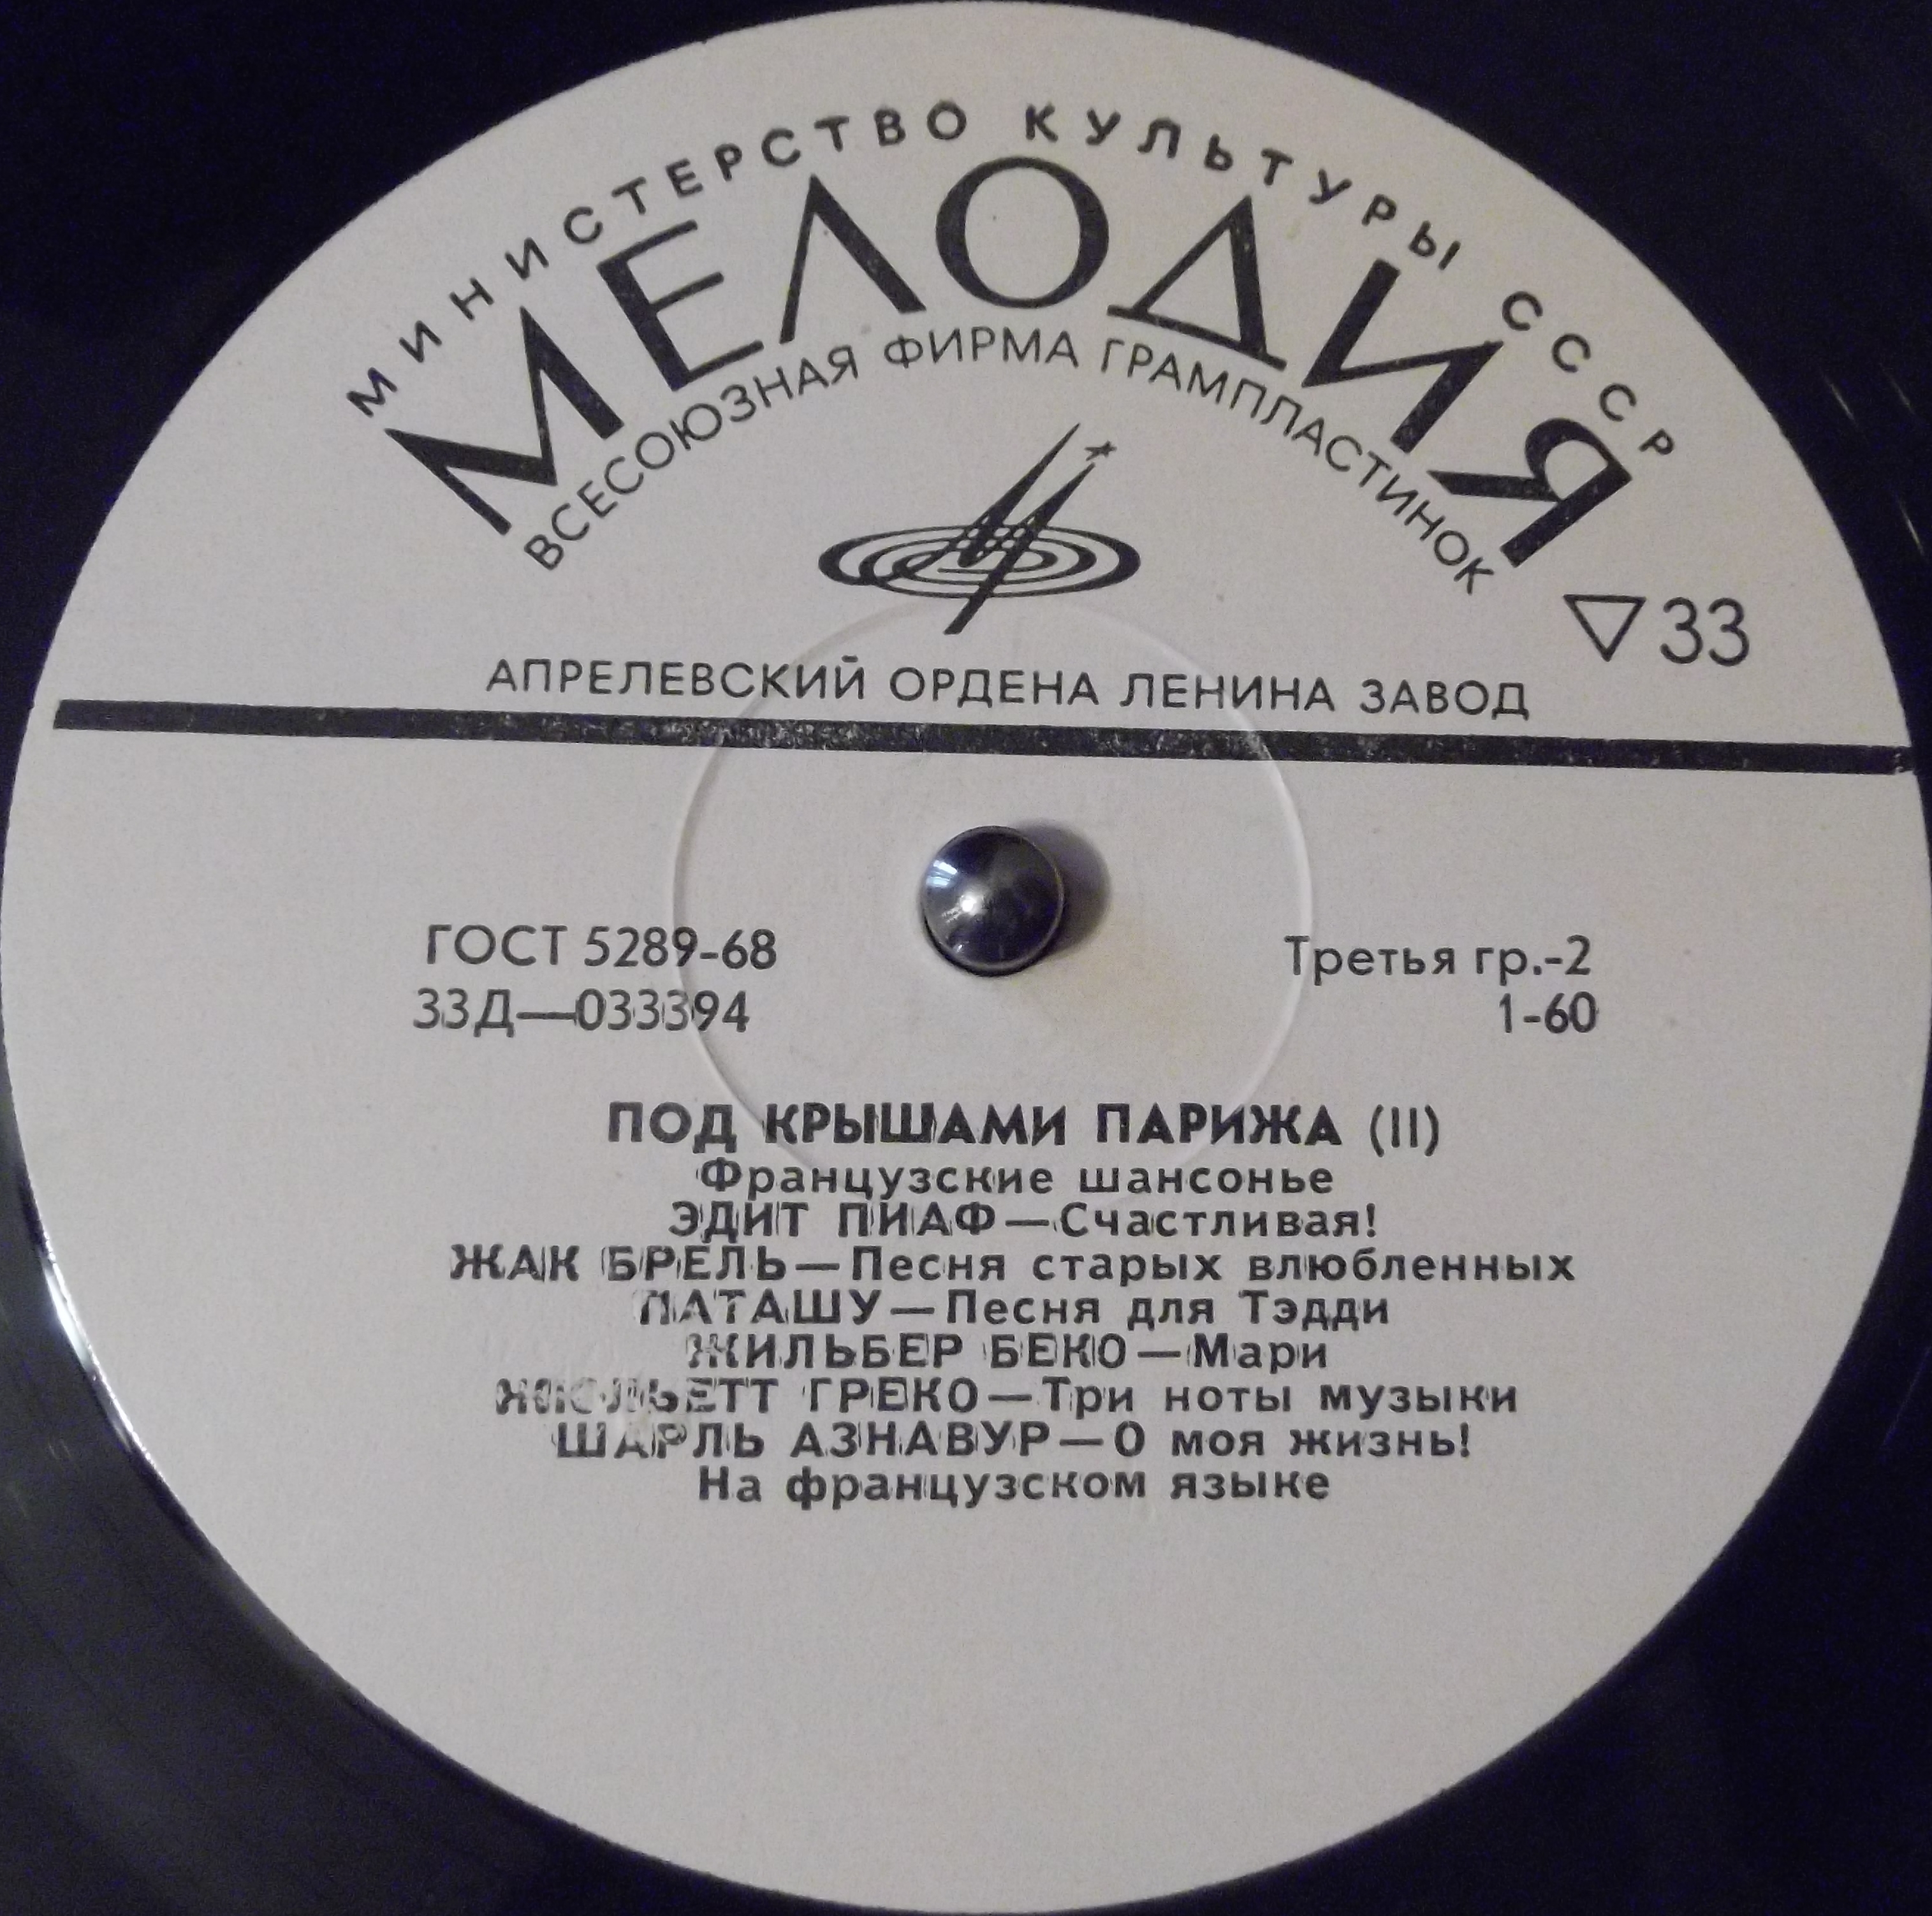 МИНИСТЕРСТВО КУЛЬТУРЫ СССР
МЕЛОДИЯ
ВСЕСОЮЗНАЯ ФИРМА ГРАМПЛАСТИНОК
33
АПРЕЛЕВСКИЙ ОРДЕНА ЛЕНИНА ЗАВОД
ГОСТ 5289-68
Третья гр.-2
33Д—033394
1-60
ПОД КРЫШАМИ ПАРИЖА (II)
Французские шансонье
ЭДИТ ПИАФ—Счастливая!
ЖАК БРЕЛЬ—Песня старых влюбленных
ПАТАШУ—Песня для Тэдди
ЖИЛЬБЕР БЕКО—Мари
ЖЮЛЬЕТТ ГРЕКО—Три ноты музыки
ШАРЛЬ АЗНАВУР—О моя жизнь!
На французском языке